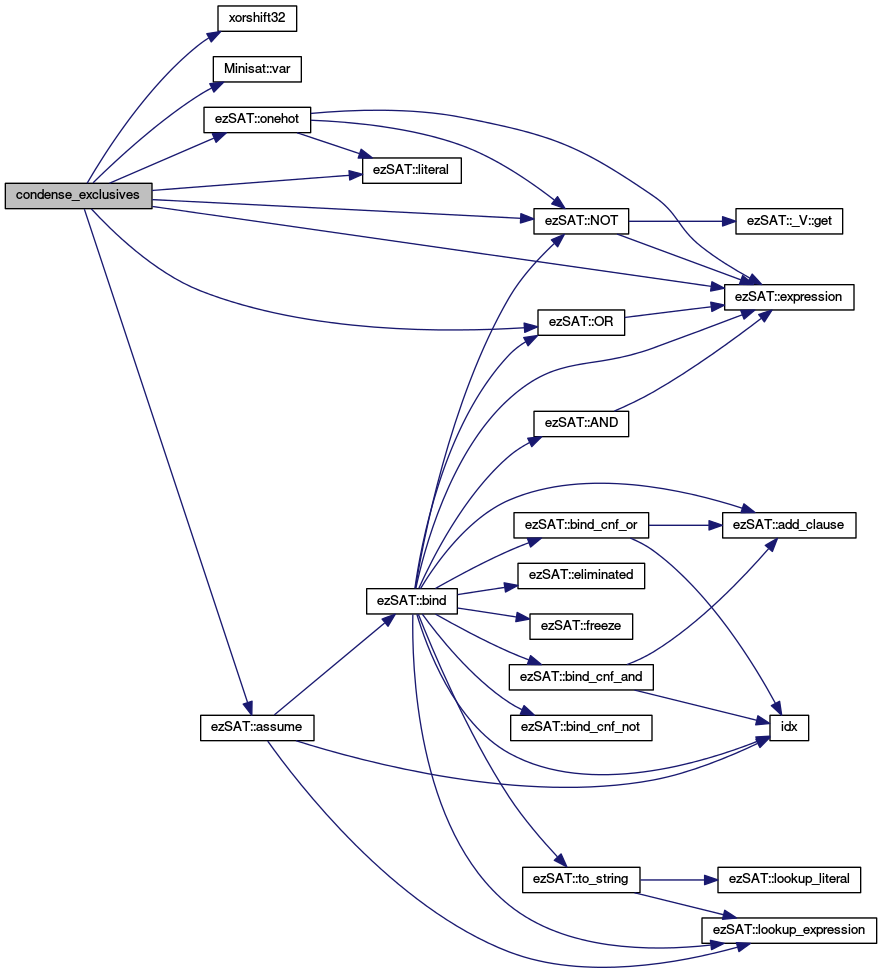 xorshift32
Minisat::var
ezSAT::onehot
ezSAT::literal
condense_exclusives
ezSAT::NOT
ezSAT::_V::get
ezSAT::expression
ezSAT::OR
ezSAT::AND
ezSAT::bind_cnf_or
ezSAT::add_clause
ezSAT::eliminated
ezSAT::bind
ezSAT::freeze
ezSAT::bind_cnf_and
ezSAT::assume
ezSAT::bind_cnf_not
idx
ezSAT::to_string
ezSAT::lookup_literal
ezSAT::lookup_expression